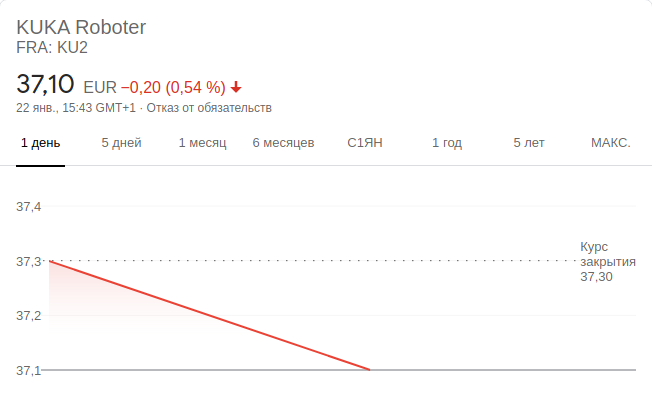 KUKA Roboter
FRA: KU2
37,10 EUR −0,20 (0,54 %)
22 янв., 15:43 GMT+1 · Отказ от обязательств
1 день 5 дней 1 месяц 6 месяцев С1ЯН 1 год 5 лет МАКС.
37,4
Курс
37,3 закрытия
37,30
37,2
37,1